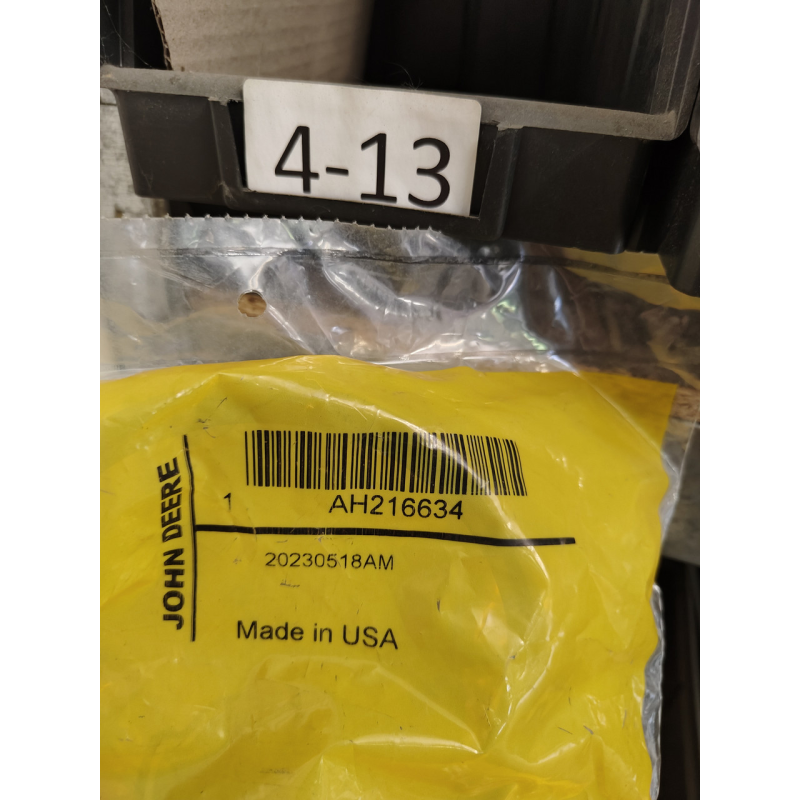 4-13
1 AH216634
JOHN DEERE
20230518AM
Made in USA